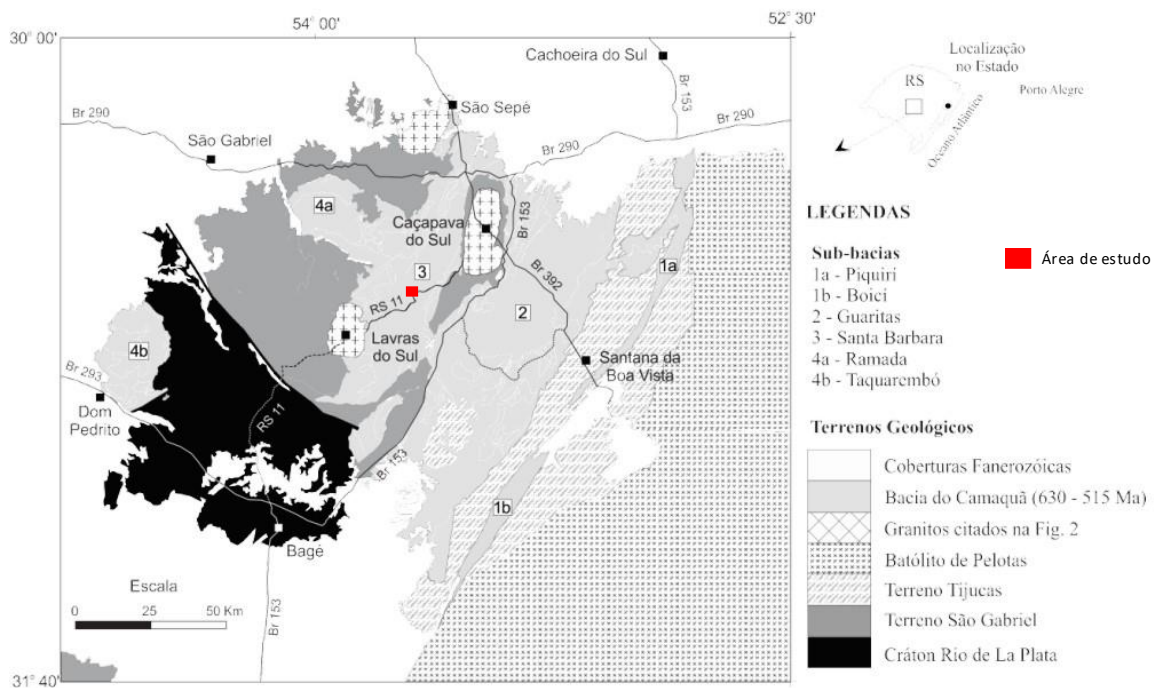 54° 00'
52° 30'
30° 00'
Cachoeira do Sul
Br 153
São Sepé
Br 290
Br 290
Br 290
São Gabriel
4a
Caçapava
do Sul
Br 153
3
1a
Br 392
RS 11
2
Lavras
do Sul
4b
Santana da
Boa Vista
Br 293
Dom
Pedrito
RS 11
Br 153
1b
Bagé
Escala
0 25 50 Km
Br 153
31° 40'
Localização
no Estado
RS
Porto Alegre
Oceano Atlântico
LEGENDAS
Sub-bacias
1a - Piquiri
1b - Boici
2 - Guaritas
3 - Santa Barbara
4a - Ramada
4b - Taquarembó
Área de estudo
Terrenos Geológicos
Coberturas Fanerozóicas
Bacia do Camaquã (630 - 515 Ma)
Granitos citados na Fig. 2
Batólito de Pelotas
Terreno Tijucas
Terreno São Gabriel
Cráton Rio de La Plata